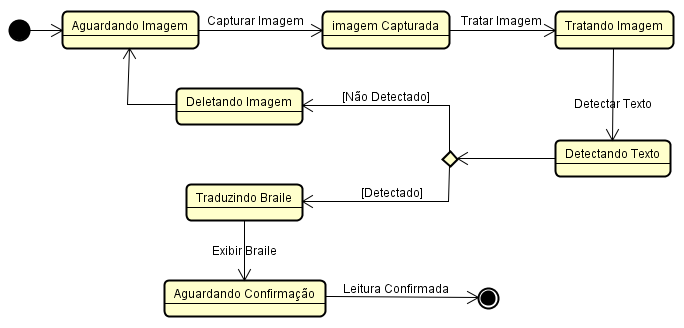 Aguardando Imagem
Capturar Imagem
imagem Capturada
Tratar Imagem
Tratando Imagem
Detectar Texto
Deletando Imagem
[Não Detectado]
Detectando Texto
Traduzindo Braile
[Detectado]
Exibir Braile
Aguardando Confirmação
Leitura Confirmada